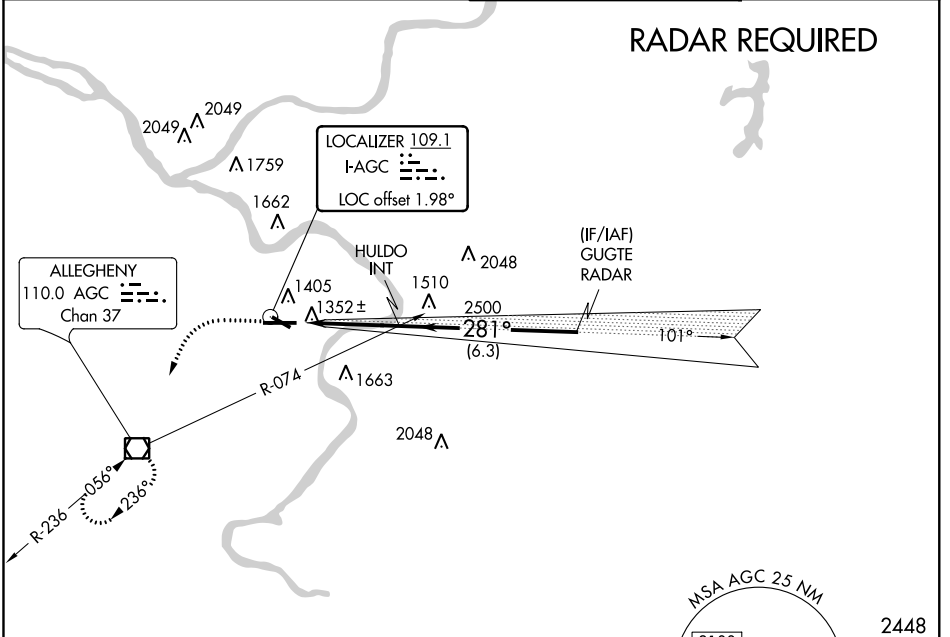 RADAR REQUIRED
2049
2049
1759
1662
LOCALIZER 109.1
I-AGC
LOC offset 1.98°
HULDO
INT
2048
(IF/IAF)
GUGTE
RADAR
ALLEGHENY
110.0 AGC
Chan 37
1405
1352±
1510
2500
281°
(6.3)
101°
R-074
1663
2048
R-236
056°
236°
MSA AGC 25 NM
2448